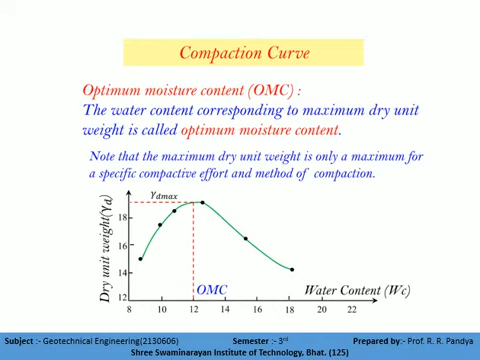 Compaction Curve
Optimum moisture content (OMC) :
The water content corresponding to maximum dry unit
weight is called optimum moisture content.
Note that the maximum dry unit weight is only a maximum for
a specific compactive effort and method of compaction.
γdmax
Dry unit weight(γd)
18
16
14
12
OMC
Water Content (Wc)
8 10 12 14 16 18 20 22
Subject :- Geotechnical Engineering(2130606) Semester :- 3rd Prepared by:- Prof. R. R. Pandya
Shree Swaminarayan Institute of Technology, Bhat. (125)